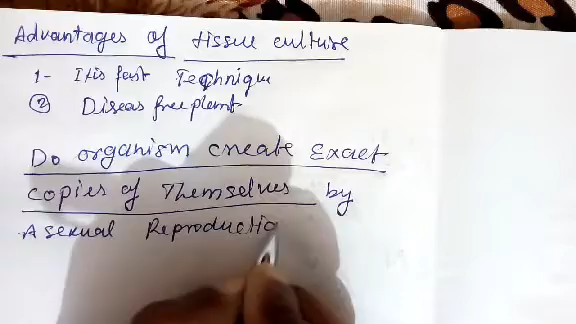 Advantages of tissue culture
1- It is fast Technique
② Diseas free plant
Do organism create Exact
copies of Themselves by
Asexual Reproductio